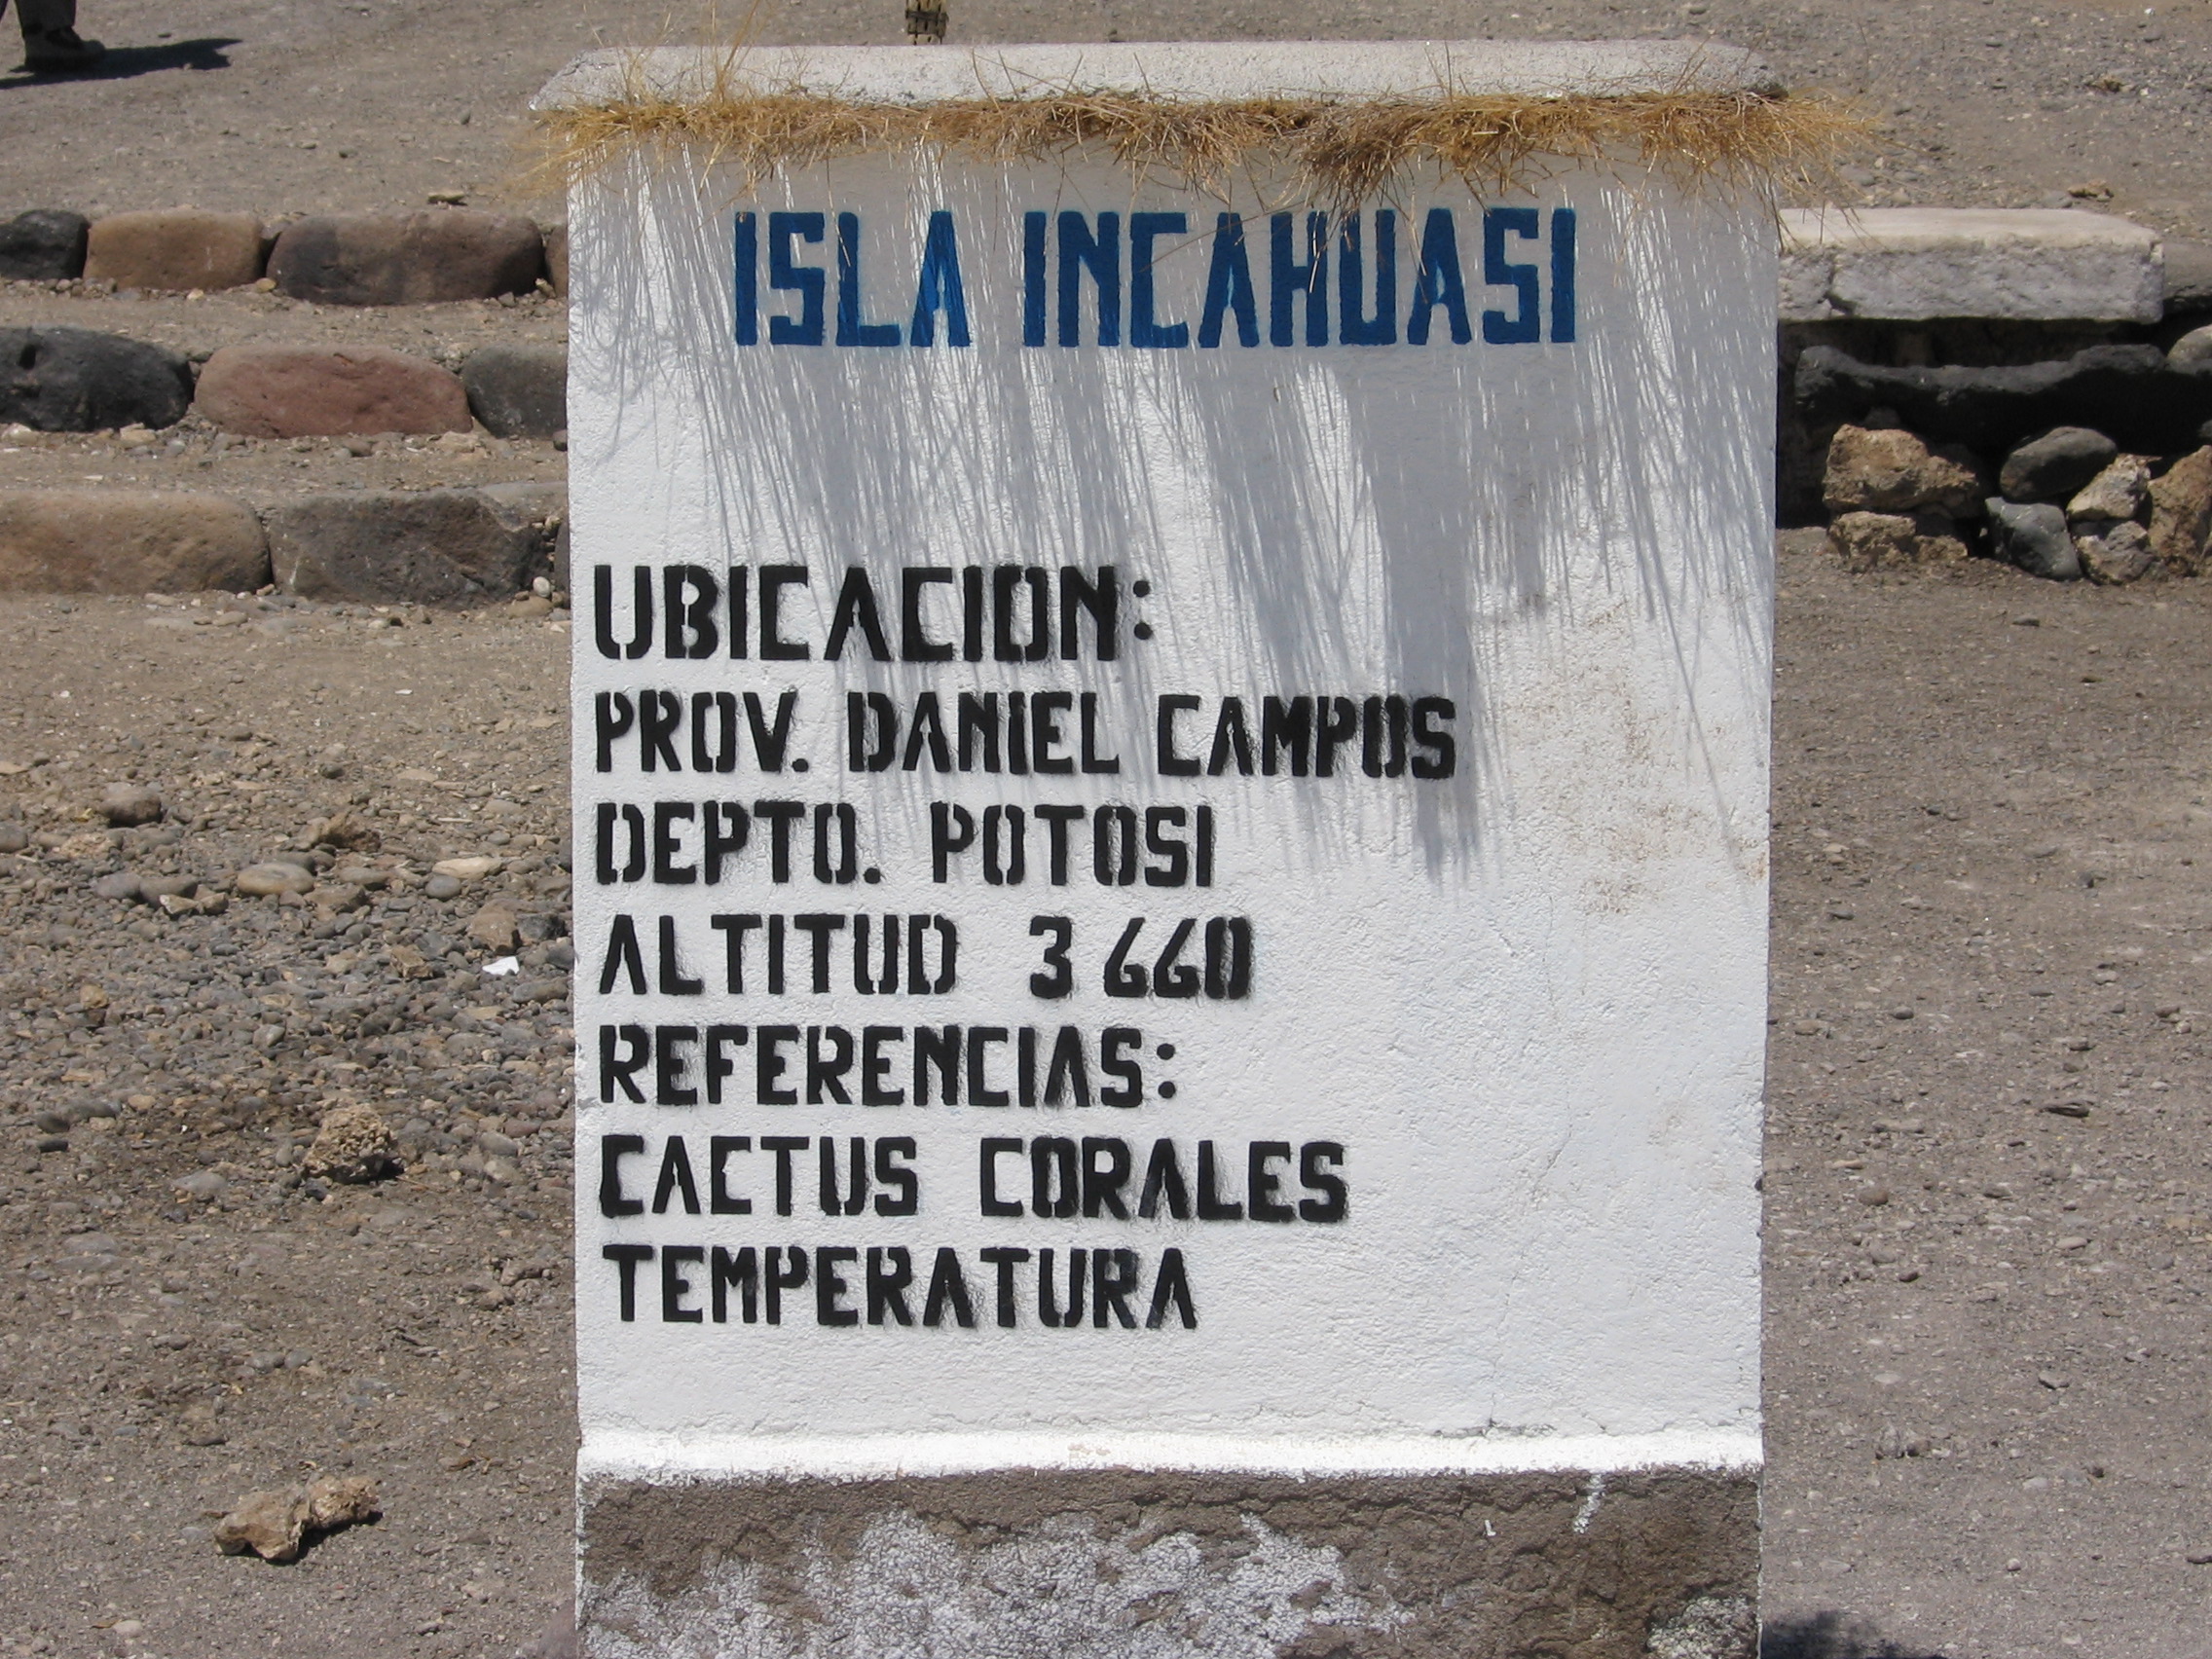 ISLA INCAHUASI
UBICACION:
PROV. DANIEL CAMPOS
DEPTO. POTOSI
ALTITUD 3660
REFERENCIAS:
CACTUS CORALES
TEMPERATURA